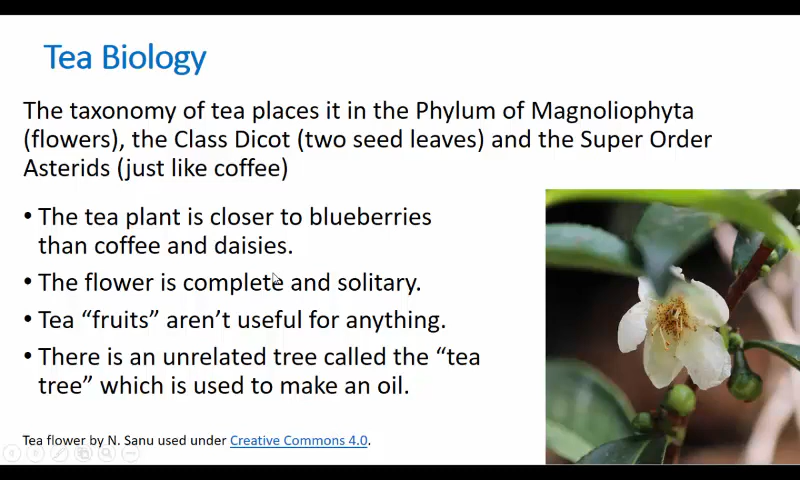 Tea Biology
The taxonomy of tea places it in the Phylum of Magnoliophyta
(flowers), the Class Dicot (two seed leaves) and the Super Order
Asterids (just like coffee)
• The tea plant is closer to blueberries
than coffee and daisies.
• The flower is complete and solitary.
• Tea “fruits” aren’t useful for anything.
• There is an unrelated tree called the “tea
tree” which is used to make an oil.
Tea flower by N. Sanu used under Creative Commons 4.0.